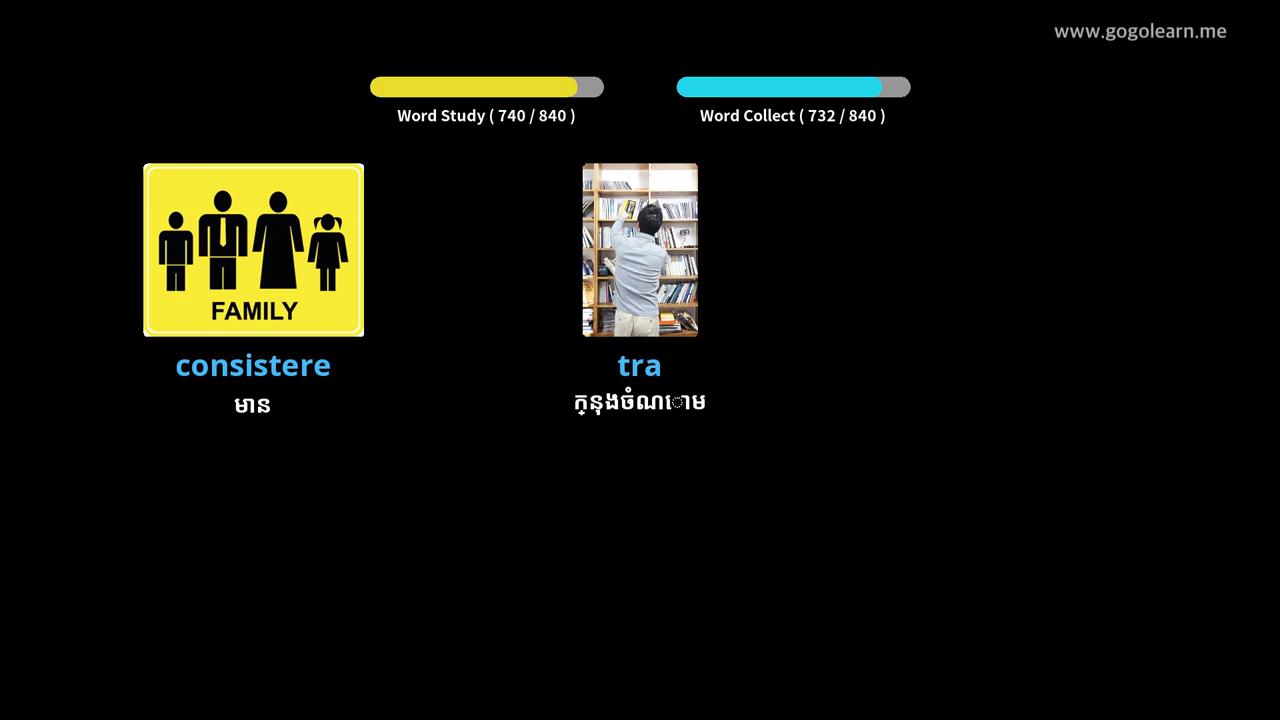 www.gogolearn.me
Word Study ( 740 / 840 )
Word Collect ( 732 / 840 )
FAMILY
consistere
មាន
tra
ក្នុងចំណោម